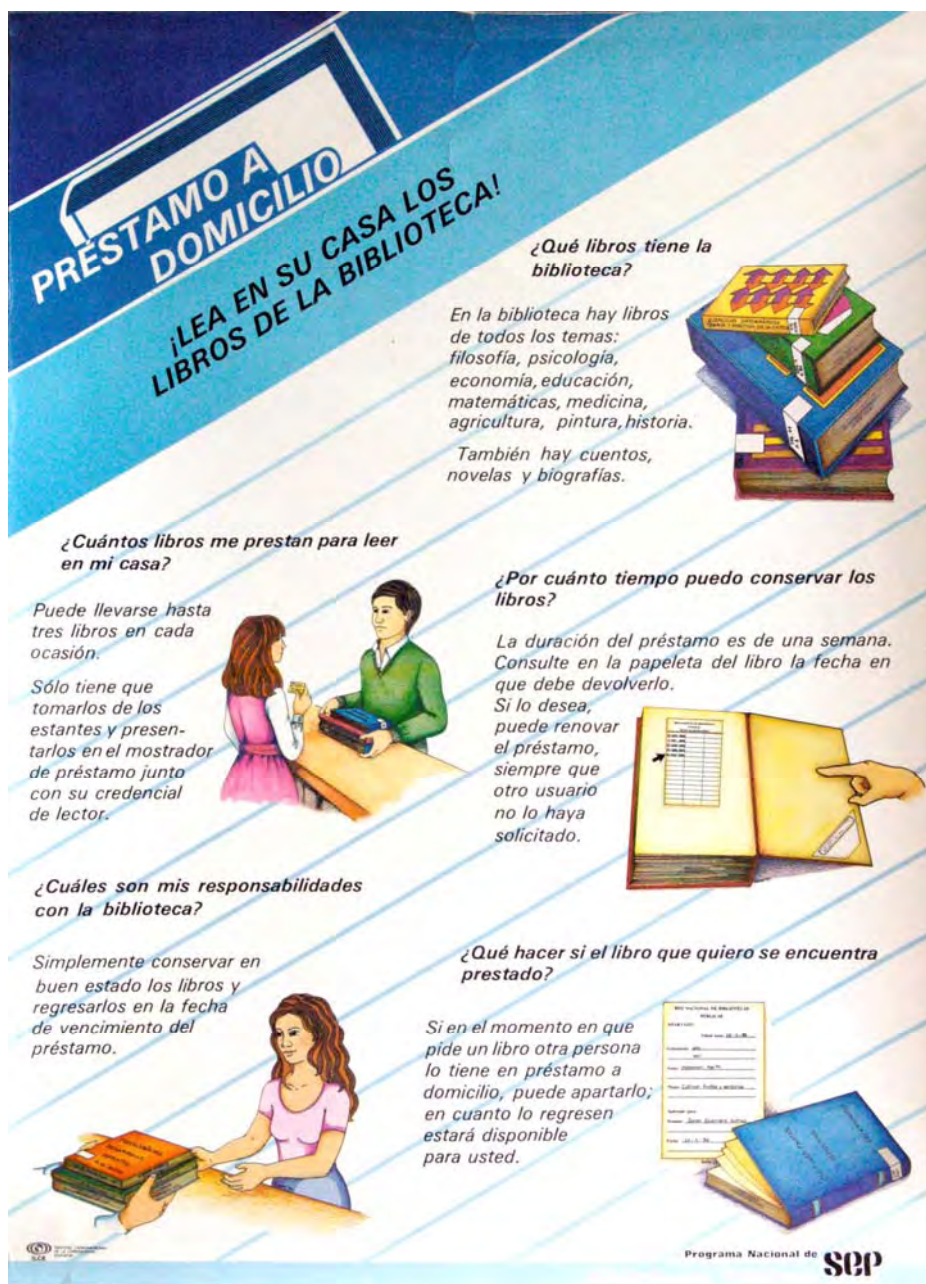 PRÉSTAMO A
DOMICILIO
¡LEA EN SU CASA LOS
LIBROS DE LA BIBLIOTECA!
¿Qué libros tiene la
biblioteca?
En la biblioteca hay libros
de todos los temas:
filosofía, psicología,
economía, educación,
matemáticas, medicina,
agricultura, pintura, historia.
También hay cuentos,
novelas y biografías.
¿Cuántos libros me prestan para leer
en mi casa?
Puede llevarse hasta
tres libros en cada
ocasión.
Sólo tiene que
tomarlos de los
estantes y presen-
tarlos en el mostrador
de préstamo junto
con su credencial
de lector.
¿Por cuánto tiempo puedo conservar los
libros?
La duración del préstamo es de una semana.
Consulte en la papeleta del libro la fecha en
que debe devolverlo.
Si lo desea,
puede renovar
el préstamo,
siempre que
otro usuario
no lo haya
solicitado.
¿Cuáles son mis responsabilidades
con la biblioteca?
Simplemente conservar en
buen estado los libros y
regresarlos en la fecha
de vencimiento del
préstamo.
¿Qué hacer si el libro que quiero se encuentra
prestado?
Si en el momento en que
pide un libro otra persona
lo tiene en préstamo a
domicilio, puede apartarlo;
en cuanto lo regresen
estará disponible
para usted.
RED NACIONAL DE BIBLIOTECAS
PUBLICAS
Programa Nacional de
SEP